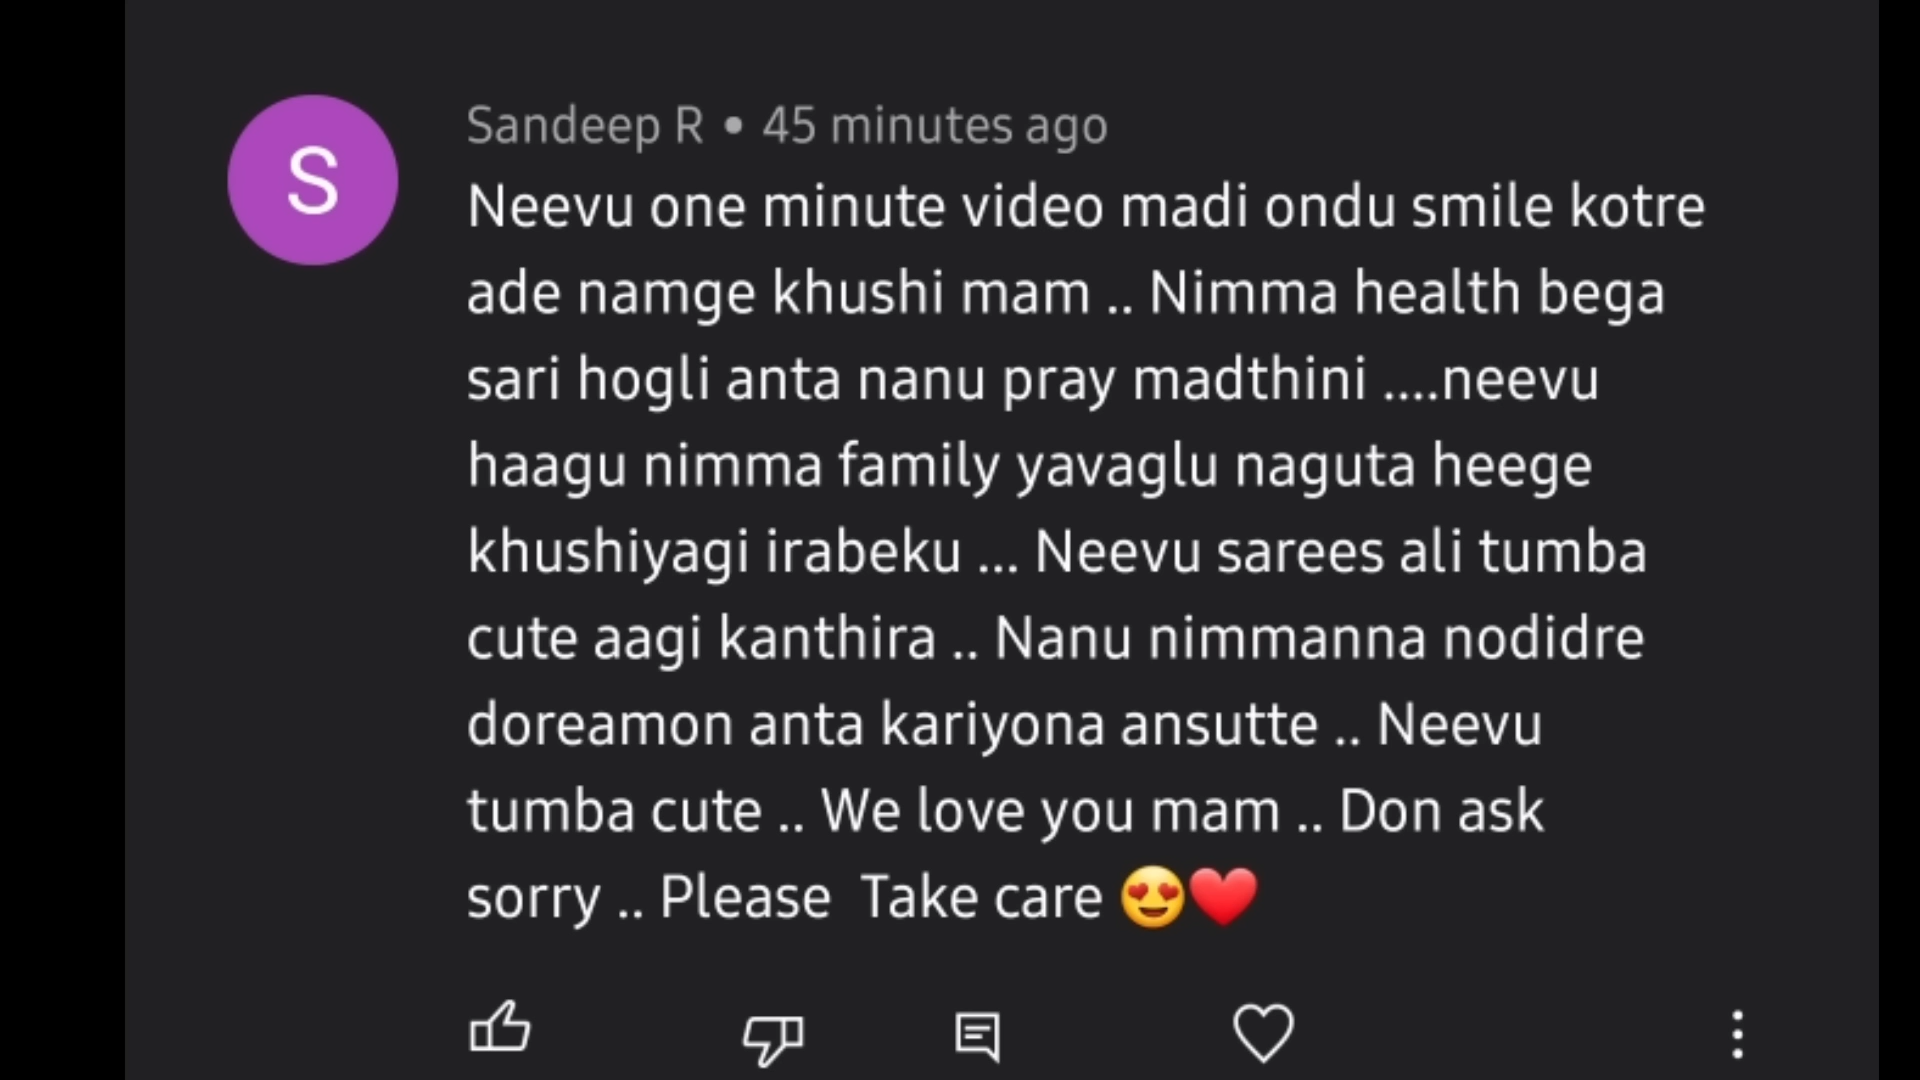 S
Sandeep R • 45 minutes ago
Neevu one minute video madi ondu smile kotre
ade namge khushi mam .. Nimma health bega
sari hogli anta nanu pray madthini ....neevu
haagu nimma family yavaglu naguta heege
khushiyagi irabeku ... Neevu sarees ali tumba
cute aagi kanthira .. Nanu nimmanna nodidre
doreamon anta kariyona ansutte .. Neevu
tumba cute .. We love you mam .. Don ask
sorry .. Please  Take care 😍❤️